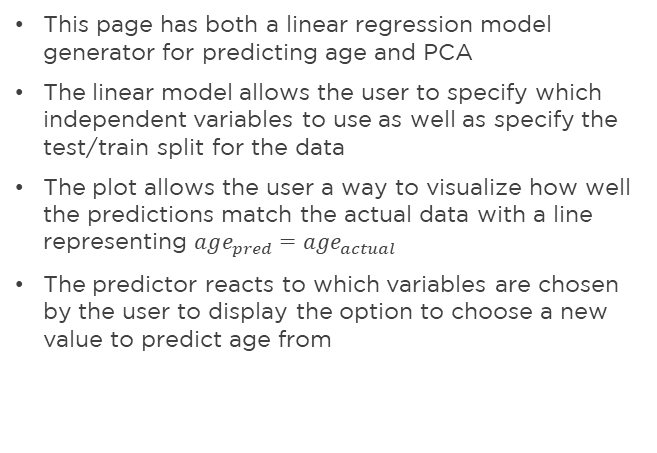 • This page has both a linear regression model
generator for predicting age and PCA
• The linear model allows the user to specify which
independent variables to use as well as specify the
test/train split for the data
• The plot allows the user a way to visualize how well
the predictions match the actual data with a line
representing age_pred = age_actual
• The predictor reacts to which variables are chosen
by the user to display the option to choose a new
value to predict age from